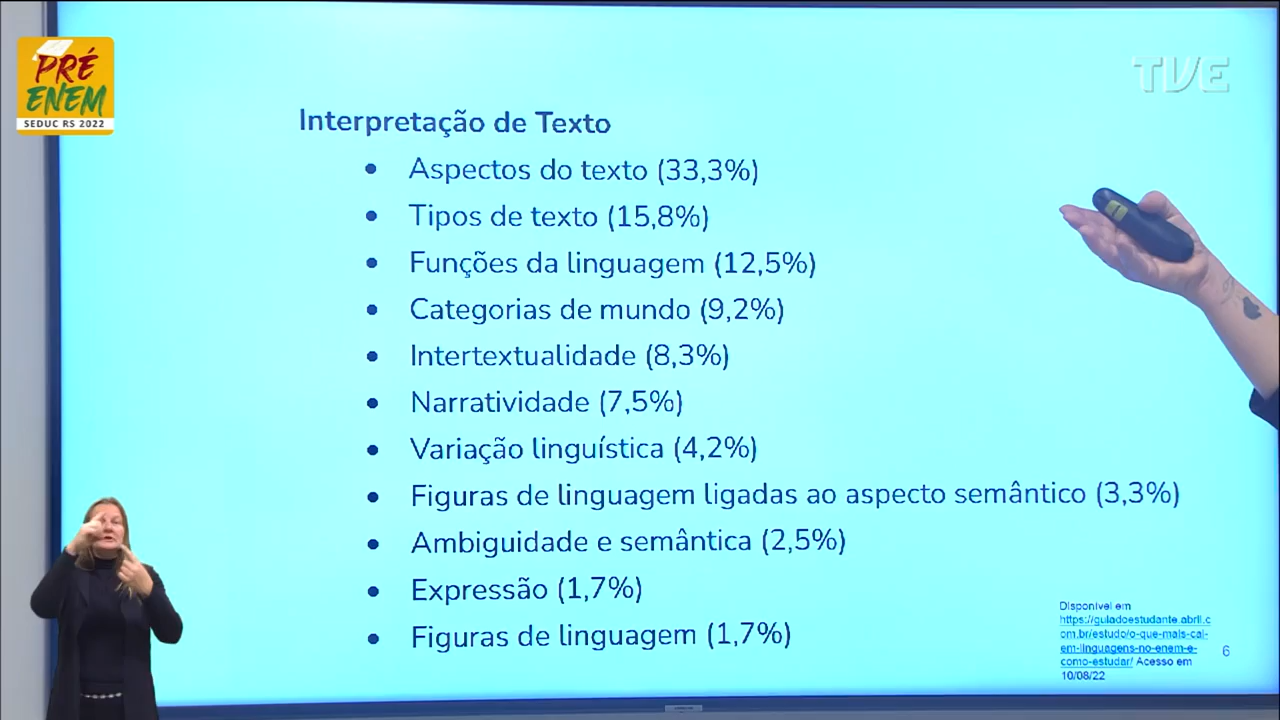 PRÉ
ENEM
SEDUC RS 2022
TVE
Interpretação de Texto
• Aspectos do texto (33,3%)
• Tipos de texto (15,8%)
• Funções da linguagem (12,5%)
• Categorias de mundo (9,2%)
• Intertextualidade (8,3%)
• Narratividade (7,5%)
• Variação linguística (4,2%)
• Figuras de linguagem ligadas ao aspecto semântico (3,3%)
• Ambiguidade e semântica (2,5%)
• Expressão (1,7%)
• Figuras de linguagem (1,7%)
Disponível em
https://guiadoestudante.abril.c
om.br/estudo/o-que-mais-cai-
em-linguagens-no-enem-e-
como-estudar/ Acesso em
10/08/22
6